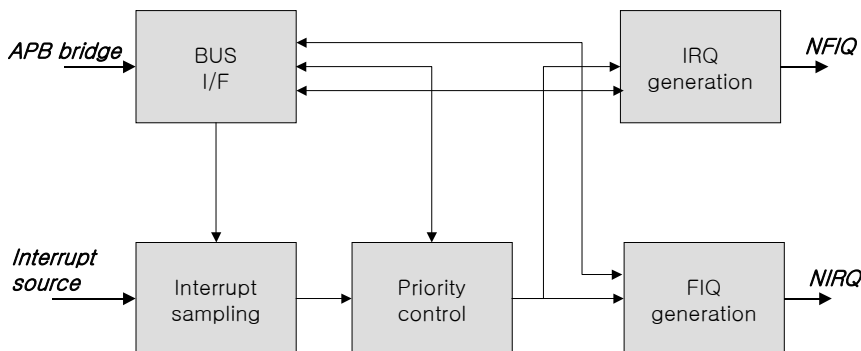 APB bridge
BUS
I/F
IRQ
generation
NFIQ
Interrupt
source
Interrupt
sampling
Priority
control
FIQ
generation
NIRQ